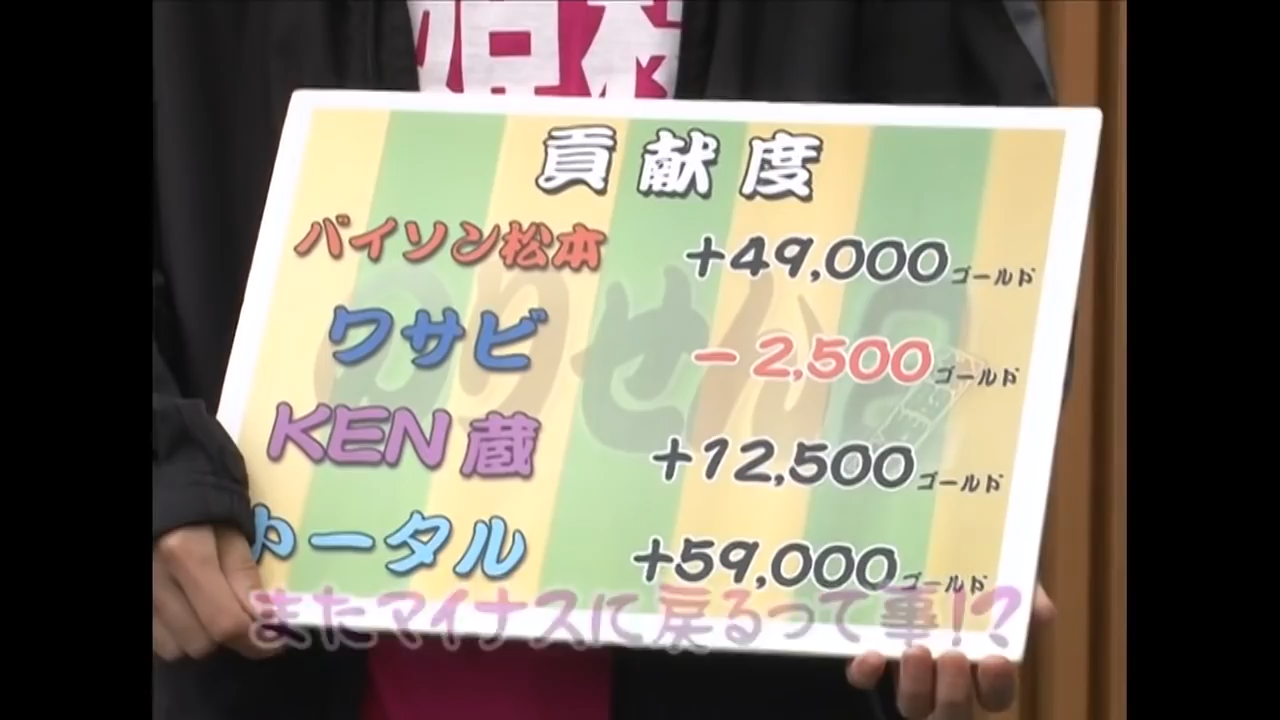 貢献度
バイソン松本 +49,000ゴールド
ワサビ -2,500ゴールド
KEN蔵 +12,500ゴールド
トータル +59,000ゴールド
またマイナスに戻るって事!?